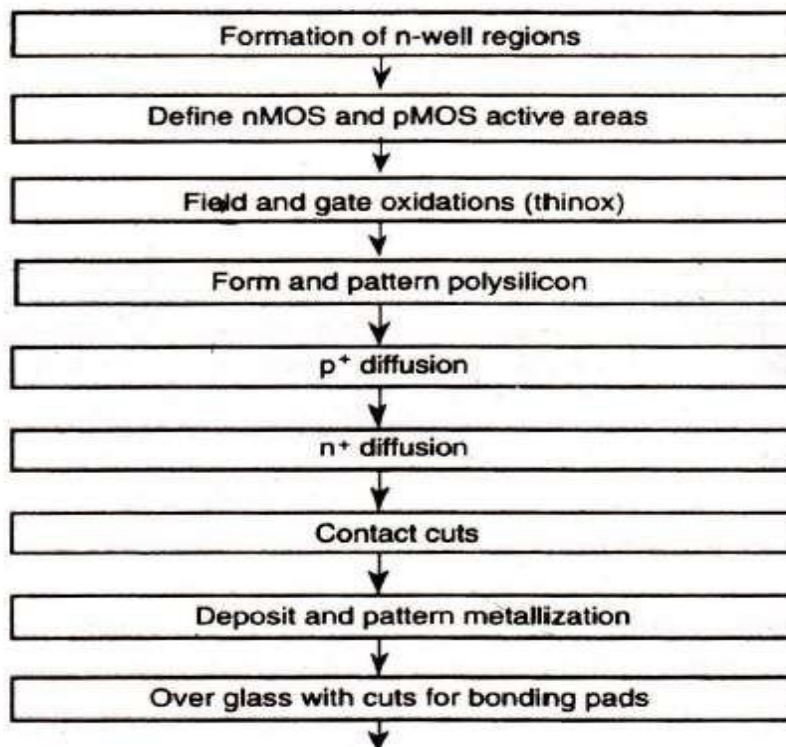 Formation of n-well regions
Define nMOS and pMOS active areas
Field and gate oxidations (thinox)
Form and pattern polysilicon
p⁺ diffusion
n⁺ diffusion
Contact cuts
Deposit and pattern metallization
Over glass with cuts for bonding pads